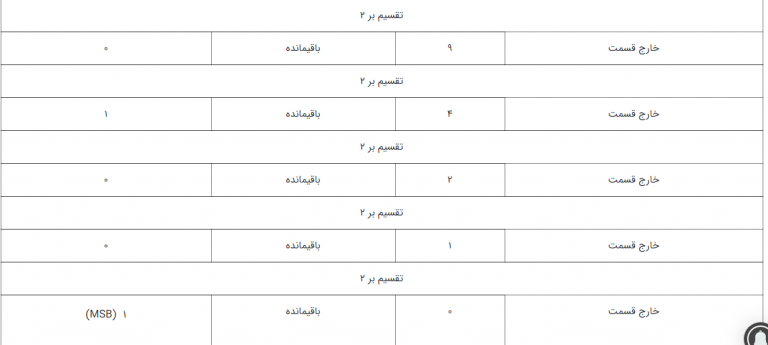 تقسیم بر ۲
خارج قسمت ۹ باقیمانده ۰
تقسیم بر ۲
خارج قسمت ۴ باقیمانده ۱
تقسیم بر ۲
خارج قسمت ۲ باقیمانده ۰
تقسیم بر ۲
خارج قسمت ۱ باقیمانده ۰
تقسیم بر ۲
خارج قسمت ۰ باقیمانده ۱ (MSB)